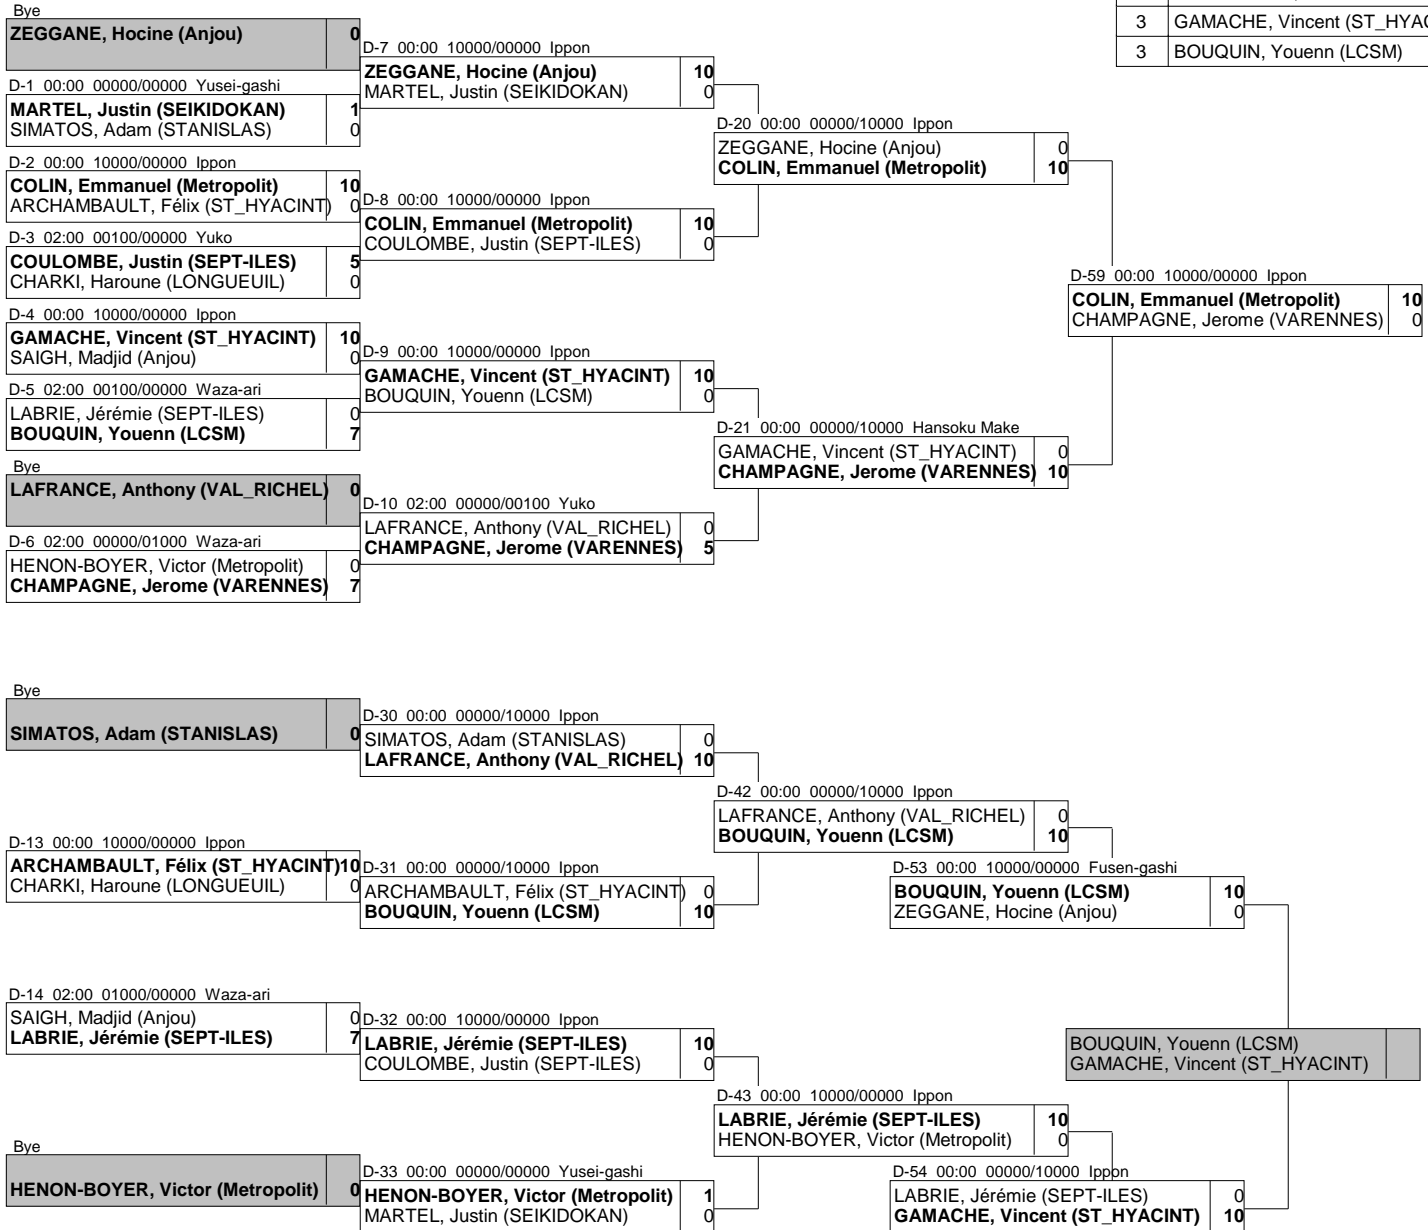 Bye
ZEGGANE, Hocine (Anjou) 0
D-1 00:00 00000/00000 Yusei-gashi
MARTEL, Justin (SEIKIDOKAN) 1
SIMATOS, Adam (STANISLAS) 0
D-2 00:00 10000/00000 Ippon
COLIN, Emmanuel (Metropolit) 10
ARCHAMBAULT, Félix (ST_HYACINT) 0
D-3 02:00 00100/00000 Yuko
COULOMBE, Justin (SEPT-ILES) 5
CHARKI, Haroune (LONGUEUIL) 0
D-4 00:00 10000/00000 Ippon
GAMACHE, Vincent (ST_HYACINT) 10
SAIGH, Madjid (Anjou) 0
D-5 02:00 00100/00000 Waza-ari
LABRIE, Jérémie (SEPT-ILES) 0
BOUQUIN, Youenn (LCSM) 7
Bye
LAFRANCE, Anthony (VAL_RICHEL) 0
D-6 02:00 00000/01000 Waza-ari
HENON-BOYER, Victor (Metropolit) 0
CHAMPAGNE, Jerome (VARENNES) 7
D-7 00:00 10000/00000 Ippon
ZEGGANE, Hocine (Anjou) 10
MARTEL, Justin (SEIKIDOKAN) 0
D-8 00:00 10000/00000 Ippon
COLIN, Emmanuel (Metropolit) 10
COULOMBE, Justin (SEPT-ILES) 0
D-9 00:00 10000/00000 Ippon
GAMACHE, Vincent (ST_HYACINT) 10
BOUQUIN, Youenn (LCSM) 0
D-10 02:00 00000/00100 Yuko
LAFRANCE, Anthony (VAL_RICHEL) 0
CHAMPAGNE, Jerome (VARENNES) 5
D-20 00:00 00000/10000 Ippon
ZEGGANE, Hocine (Anjou) 0
COLIN, Emmanuel (Metropolit) 10
D-21 00:00 00000/10000 Hansoku Make
GAMACHE, Vincent (ST_HYACINT) 0
CHAMPAGNE, Jerome (VARENNES) 10
D-59 00:00 10000/00000 Ippon
COLIN, Emmanuel (Metropolit) 10
CHAMPAGNE, Jerome (VARENNES) 0
3 GAMACHE, Vincent (ST_HYA
3 BOUQUIN, Youenn (LCSM)
Bye
SIMATOS, Adam (STANISLAS) 0
D-13 00:00 10000/00000 Ippon
ARCHAMBAULT, Félix (ST_HYACINT) 10
CHARKI, Haroune (LONGUEUIL) 0
D-14 02:00 01000/00000 Waza-ari
SAIGH, Madjid (Anjou) 0
LABRIE, Jérémie (SEPT-ILES) 7
Bye
HENON-BOYER, Victor (Metropolit) 0
D-30 00:00 00000/10000 Ippon
SIMATOS, Adam (STANISLAS) 0
LAFRANCE, Anthony (VAL_RICHEL) 10
D-31 00:00 00000/10000 Ippon
ARCHAMBAULT, Félix (ST_HYACINT) 0
BOUQUIN, Youenn (LCSM) 10
D-32 00:00 10000/00000 Ippon
LABRIE, Jérémie (SEPT-ILES) 10
COULOMBE, Justin (SEPT-ILES) 0
D-33 00:00 00000/00000 Yusei-gashi
HENON-BOYER, Victor (Metropolit) 1
MARTEL, Justin (SEIKIDOKAN) 0
D-42 00:00 00000/10000 Ippon
LAFRANCE, Anthony (VAL_RICHEL) 0
BOUQUIN, Youenn (LCSM) 10
D-43 00:00 10000/00000 Ippon
LABRIE, Jérémie (SEPT-ILES) 10
HENON-BOYER, Victor (Metropolit) 0
D-53 00:00 10000/00000 Fusen-gashi
BOUQUIN, Youenn (LCSM) 10
ZEGGANE, Hocine (Anjou) 0
D-54 00:00 00000/10000 Ippon
LABRIE, Jérémie (SEPT-ILES) 0
GAMACHE, Vincent (ST_HYACINT) 10
BOUQUIN, Youenn (LCSM)
GAMACHE, Vincent (ST_HYACINT)